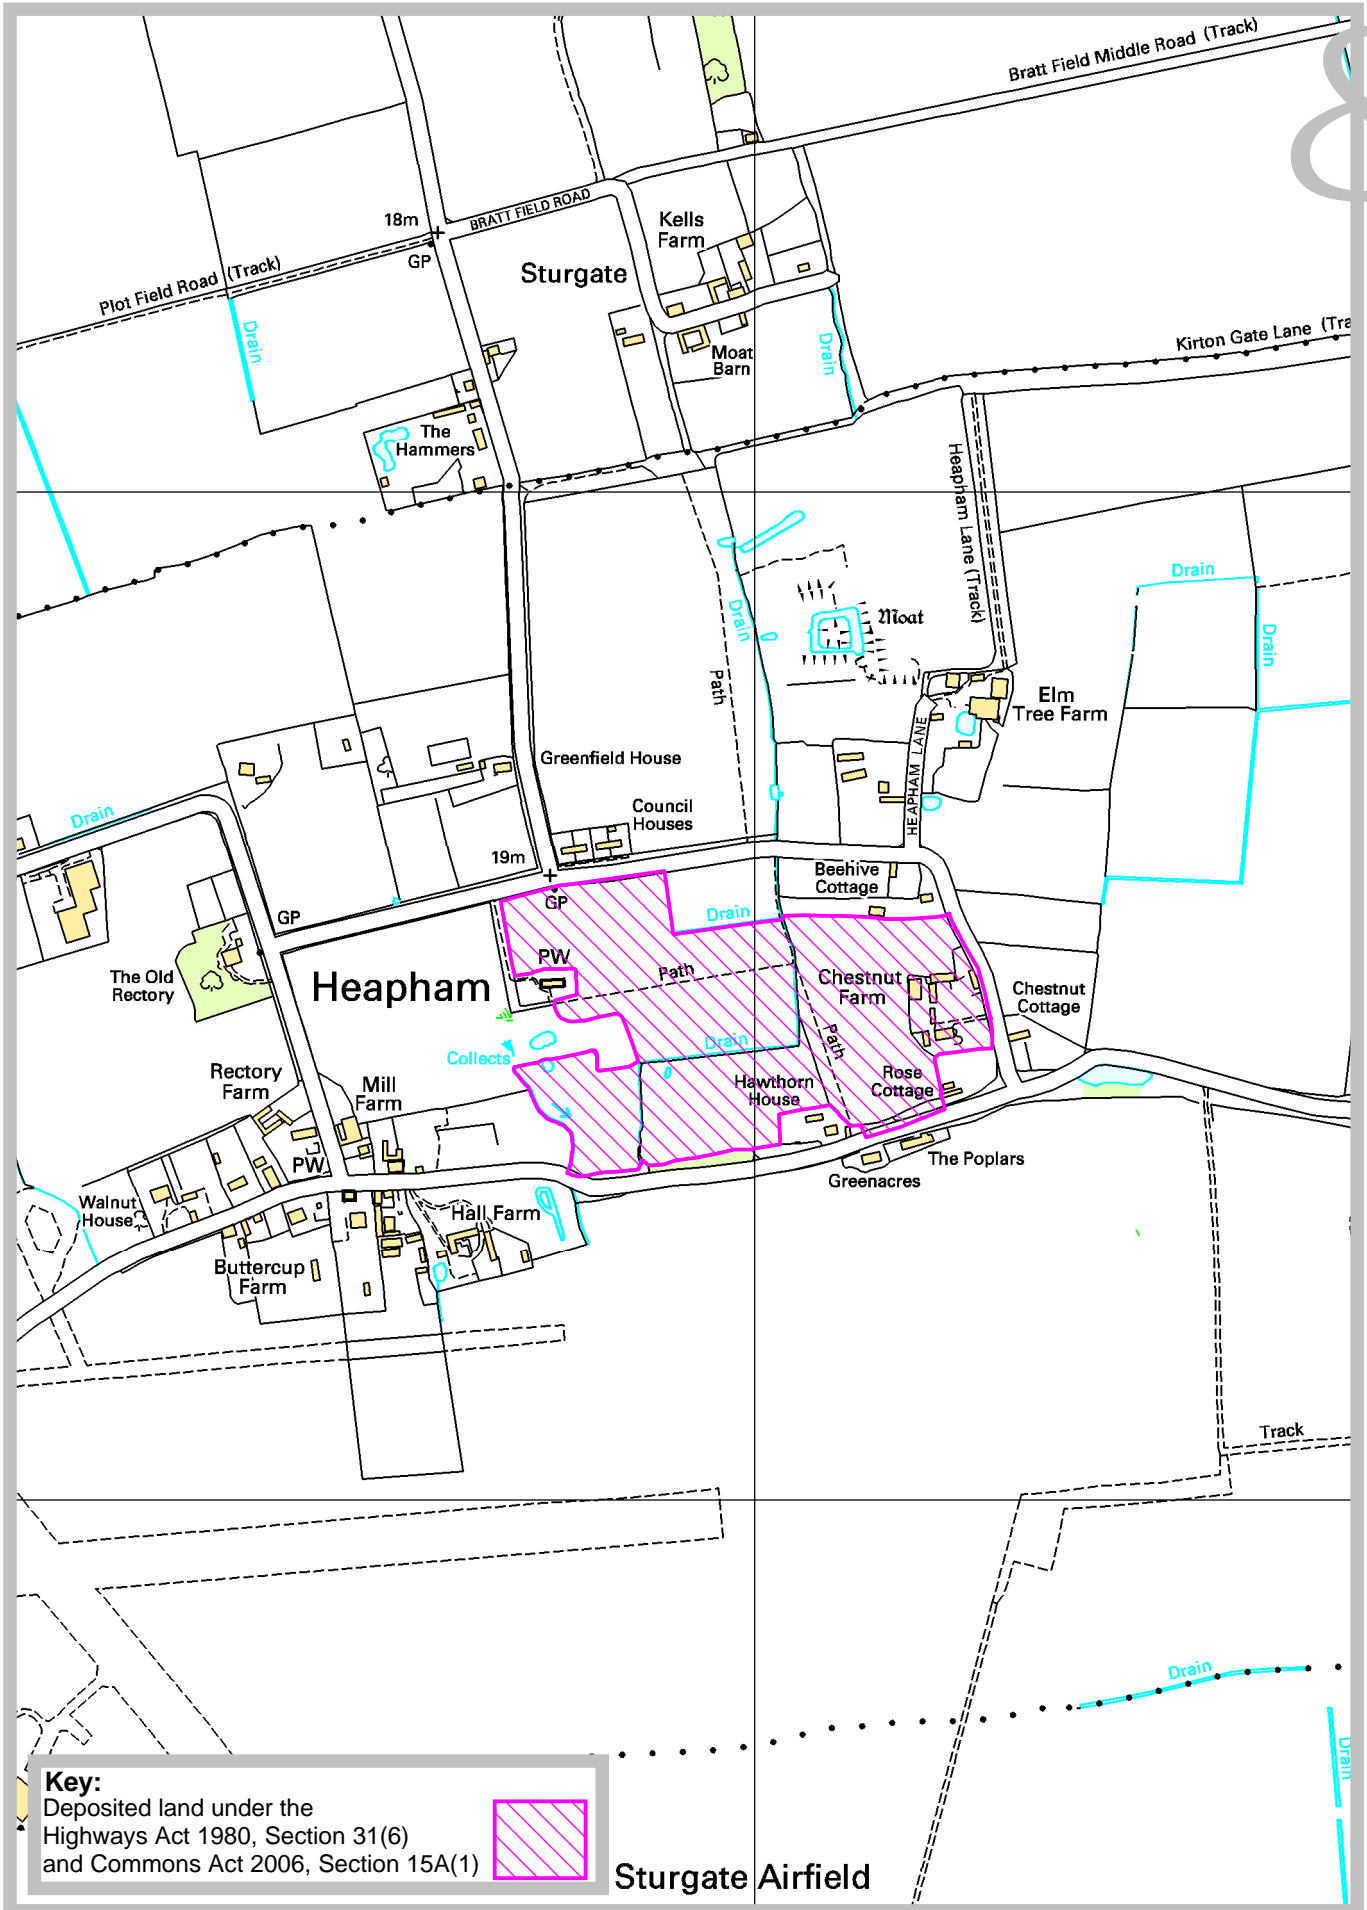 &
Bratt Field Middle Road (Track)
BRATT FIELD ROAD
18m
GP
Kells
Farm
Sturgate
Plot Field Road (Track)
Drain
Moat
Barn
Drain
Kirton Gate Lane (Tra
The
Hammers
Heapham Lane (Track)
Drain
Drain
Moat
Drain
Path
Elm
Tree Farm
HEAPHAM LANE
Greenfield House
Council
Houses
Drain
19m
Beehive
Cottage
GP
GP
Drain
PW
Path
The Old
Rectory
Heapham
Chestnut
Farm
Chestnut
Cottage
Path
Drain
Collects
Rectory
Farm
Mill
Farm
Hawthorn
House
Rose
Cottage
PW
The Poplars
Greenacres
Walnut
House
Hall Farm
Buttercup
Farm
Track
Drain
Drain
Key:
Deposited land under the
Highways Act 1980, Section 31(6)
and Commons Act 2006, Section 15A(1)
Sturgate Airfield